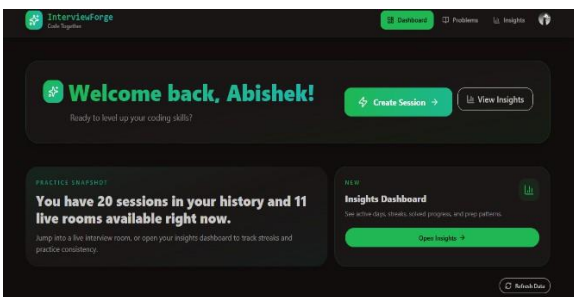 InterviewForge
Code Together
Dashboard
Problems
Insights
Welcome back, Abishek!
Ready to level up your coding skills?
Create Session →
View Insights
PRACTICE SNAPSHOT
You have 20 sessions in your history and 11
live rooms available right now.
Jump into a live interview room, or open your insights dashboard to track streaks and
practice consistency.
NEW
Insights Dashboard
See active days, streaks, solved progress, and prep patterns.
Open Insights →
Refresh Data